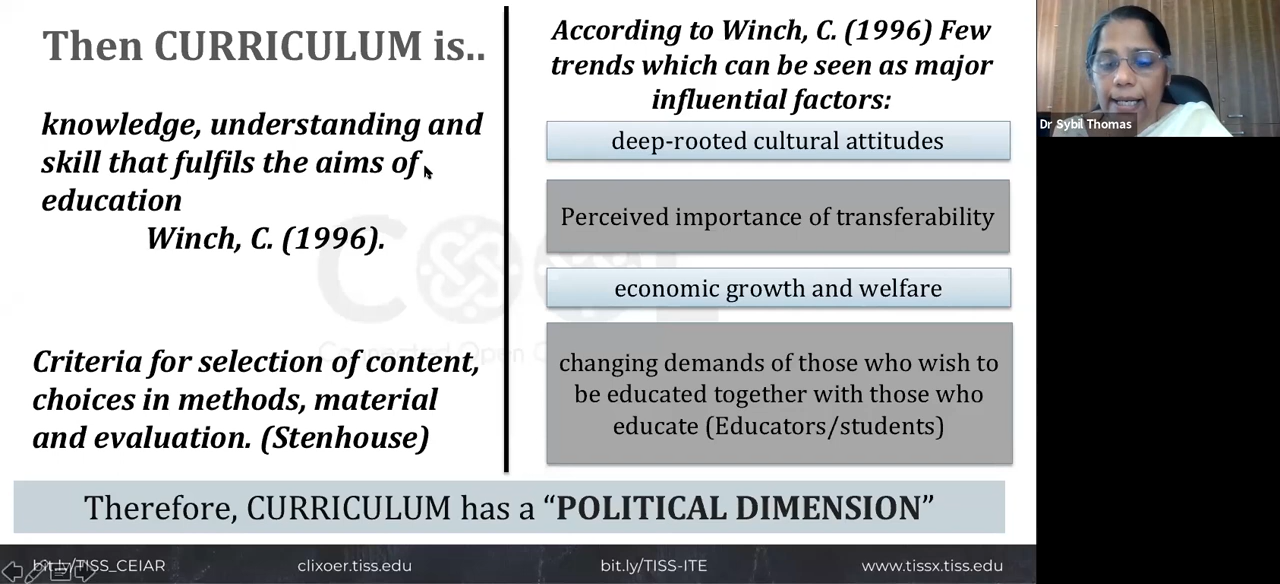 Then CURRICULUM is..
knowledge, understanding and
skill that fulfils the aims of
education
Winch, C. (1996).
Criteria for selection of content,
choices in methods, material
and evaluation. (Stenhouse)
According to Winch, C. (1996) Few
trends which can be seen as major
influential factors:
deep-rooted cultural attitudes
Perceived importance of transferability
economic growth and welfare
changing demands of those who wish to
be educated together with those who
educate (Educators/students)
Therefore, CURRICULUM has a “POLITICAL DIMENSION”
bit.ly/TISS_CEIAR
clixoer.tiss.edu
bit.ly/TISS-ITE
www.tissx.tiss.edu
Dr Sybil Thomas